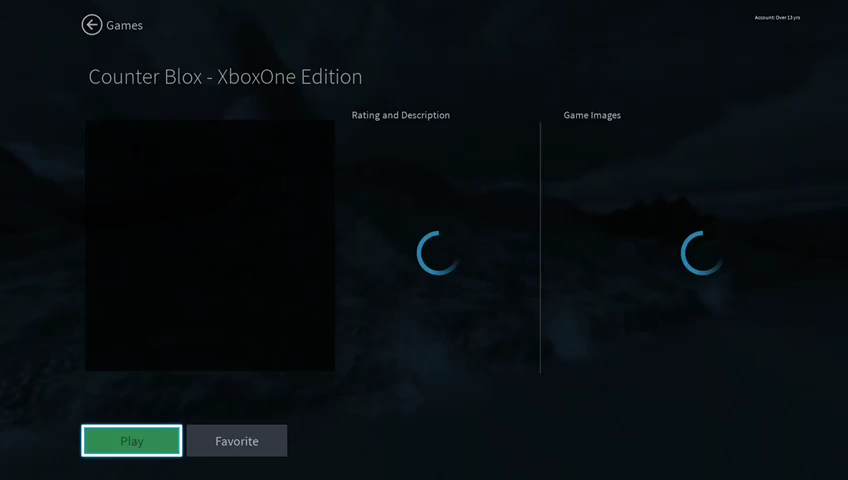 Games
Account: Over 13 yrs
Counter Blox - XboxOne Edition
Rating and Description
Game Images
Play
Favorite